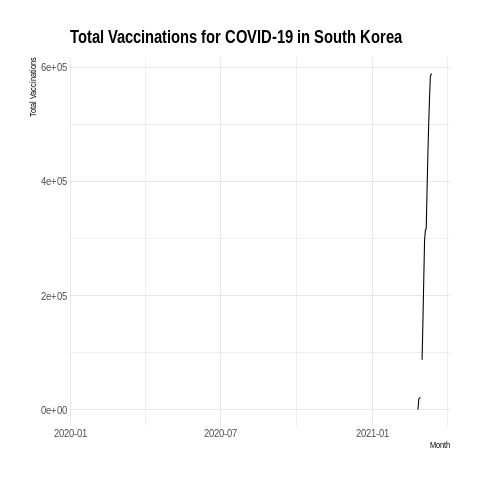 Total Vaccinations for COVID-19 in South Korea
Total Vaccinations
6e+05
4e+05
2e+05
0e+00
2020-01
2020-07
2021-01
Month